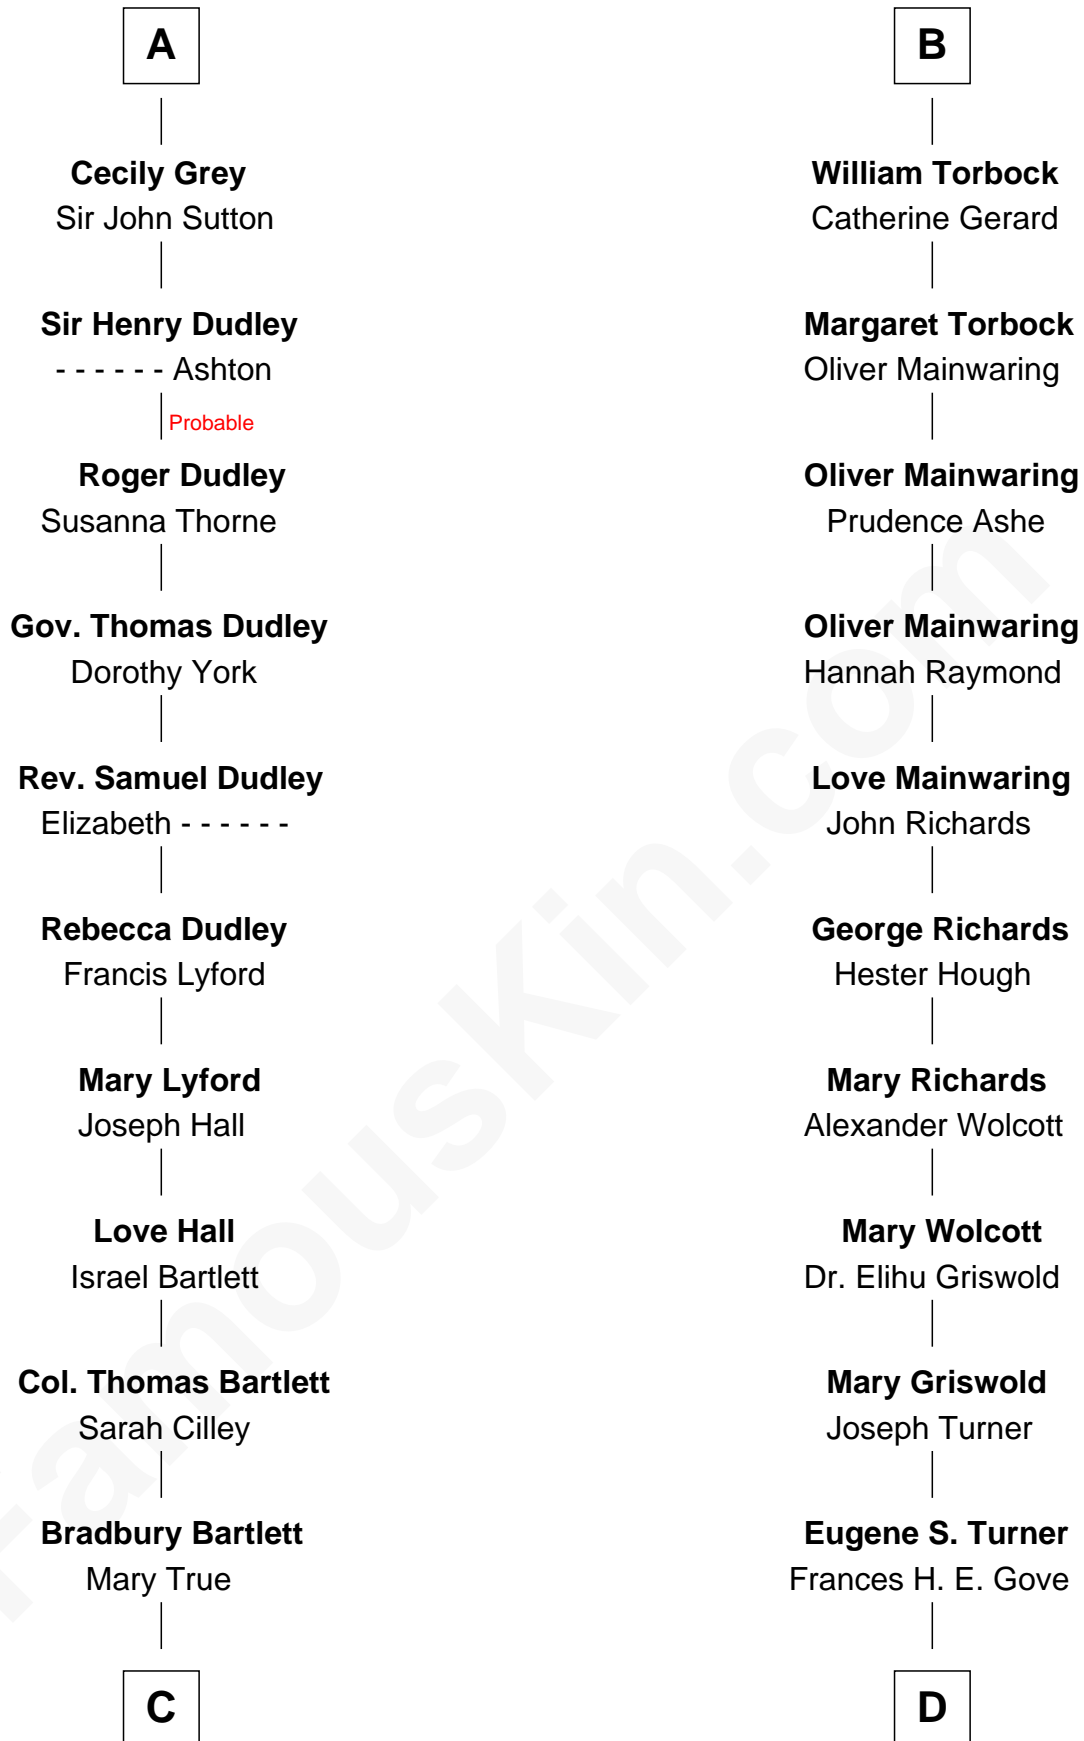 A
Cecily Grey
Sir John Sutton
Sir Henry Dudley
- - - - - - Ashton
Probable
Roger Dudley
Susanna Thorne
Gov. Thomas Dudley
Dorothy York
Rev. Samuel Dudley
Elizabeth - - - - - -
Rebecca Dudley
Francis Lyford
Mary Lyford
Joseph Hall
Love Hall
Israel Bartlett
Col. Thomas Bartlett
Sarah Cilley
Bradbury Bartlett
Mary True
C
B
William Torbock
Catherine Gerard
Margaret Torbock
Oliver Mainwaring
Oliver Mainwaring
Prudence Ashe
Oliver Mainwaring
Hannah Raymond
Love Mainwaring
John Richards
George Richards
Hester Hough
Mary Richards
Alexander Wolcott
Mary Wolcott
Dr. Elihu Griswold
Mary Griswold
Joseph Turner
Eugene S. Turner
Frances H. E. Gove
D
FamousKin.com